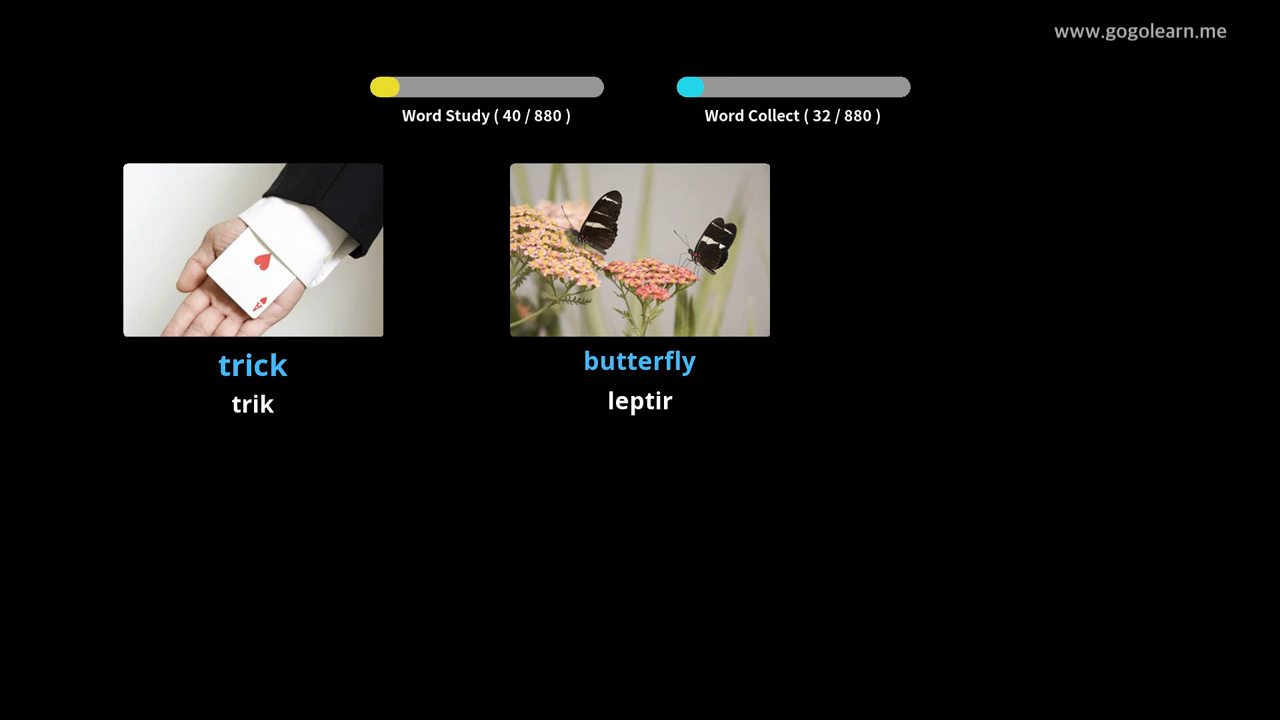 www.gogolearn.me
Word Study ( 40 / 880 )
Word Collect ( 32 / 880 )
A
trick
trik
butterfly
leptir